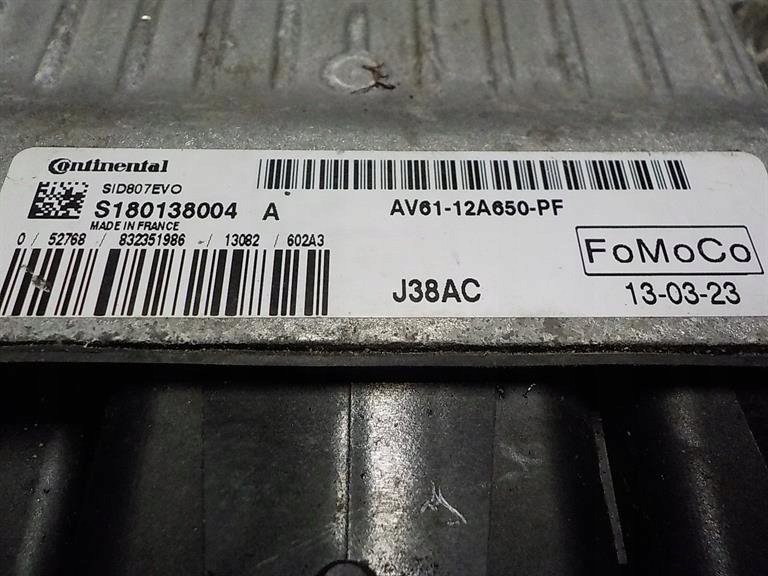 Continental
SID807EVO
S180138004 A
MADE IN FRANCE
0 / 52768 / 832351986 / 13082 / 602A3
AV61-12A650-PF
FoMoCo
J38AC
13-03-23